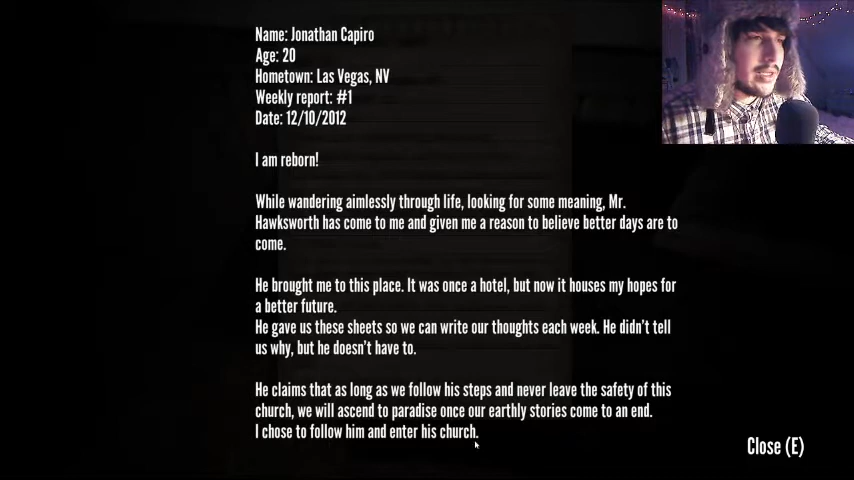 Name: Jonathan Capiro
Age: 20
Hometown: Las Vegas, NV
Weekly report: #1
Date: 12/10/2012
I am reborn!
While wandering aimlessly through life, looking for some meaning, Mr.
Hawksworth has come to me and given me a reason to believe better days are to
come.
He brought me to this place. It was once a hotel, but now it houses my hopes for
a better future.
He gave us these sheets so we can write our thoughts each week. He didn't tell
us why, but he doesn't have to.
He claims that as long as we follow his steps and never leave the safety of this
church, we will ascend to paradise once our earthly stories come to an end.
I chose to follow him and enter his church.
Close (E)